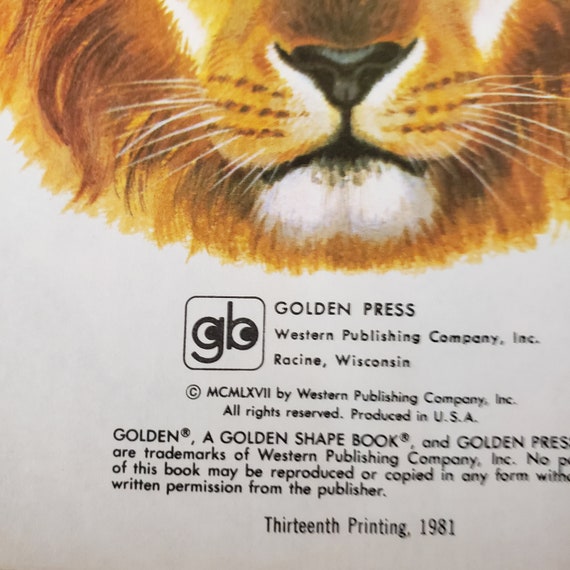 gb
GOLDEN PRESS
Western Publishing Company, Inc.
Racine, Wisconsin
© MCMLXVII by Western Publishing Company, Inc.
All rights reserved. Produced in U.S.A.
GOLDEN®, A GOLDEN SHAPE BOOK®, and GOLDEN PRESS
are trademarks of Western Publishing Company, Inc. No
of this book may be reproduced or copied in any form
written permission from the publisher.
Thirteenth Printing, 1981